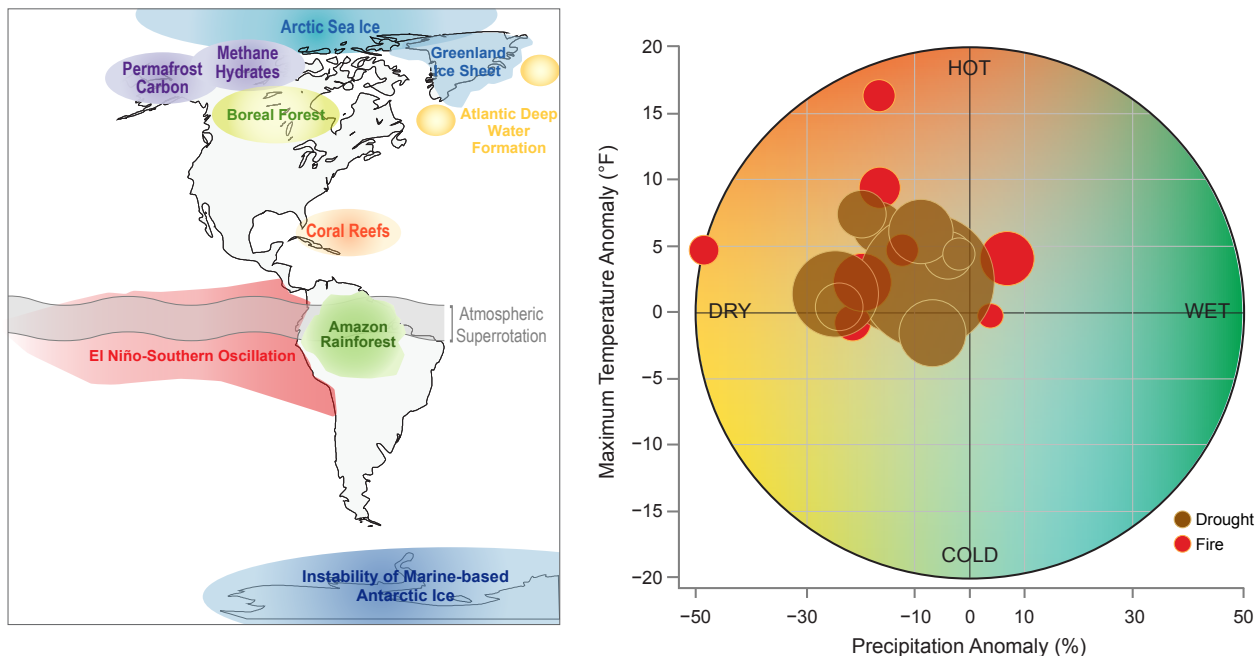 Arctic Sea Ice
Methane
Hydrates
Permafrost
Carbon
Greenland
Ice Sheet
Boreal Forest
Atlantic Deep
Water
Formation
Coral Reefs
Atmospheric
Superrotation
Amazon
Rainforest
El Niño-Southern Oscillation
Instability of Marine-based
Antarctic Ice
Maximum Temperature Anomaly (°F)
20
15
10
5
0
−5
−10
−15
−20
HOT
DRY
WET
COLD
Drought
Fire
−50
−30
−10
0
10
30
50
Precipitation Anomaly (%)